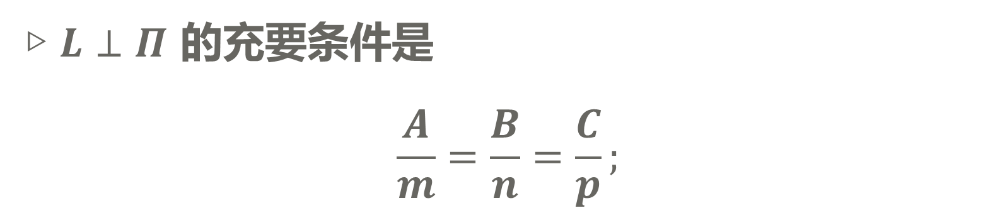 ▷ L ⊥ Π 的充要条件是
A/m = B/n = C/p;